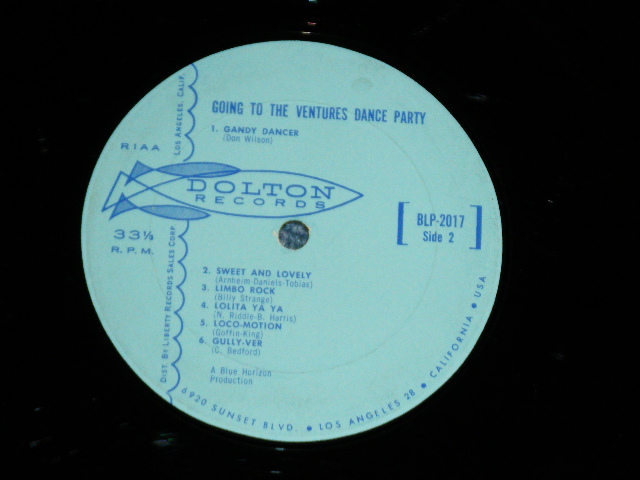 GOING TO THE VENTURES DANCE PARTY
1. GANDY DANCER
(Don Wilson)
RIAA
DOLTON
RECORDS
33⅓
R.P.M.
BLP-2017
Side 2
2. SWEET AND LOVELY
(Arnheim-Daniels-Tobias)
3. LIMBO ROCK
(Billy Strange)
4. LOLITA YA YA
(N. Riddle-B. Harris)
5. LOCO-MOTION
(Goffin-King)
6. GULLY-VER
(C. Bedford)
A Blue Horizon
Production
DIST. BY LIBERTY RECORDS SALES CORP.
LOS ANGELES, CALIF.
6920 SUNSET BLVD. • LOS ANGELES 28 • CALIFORNIA • USA